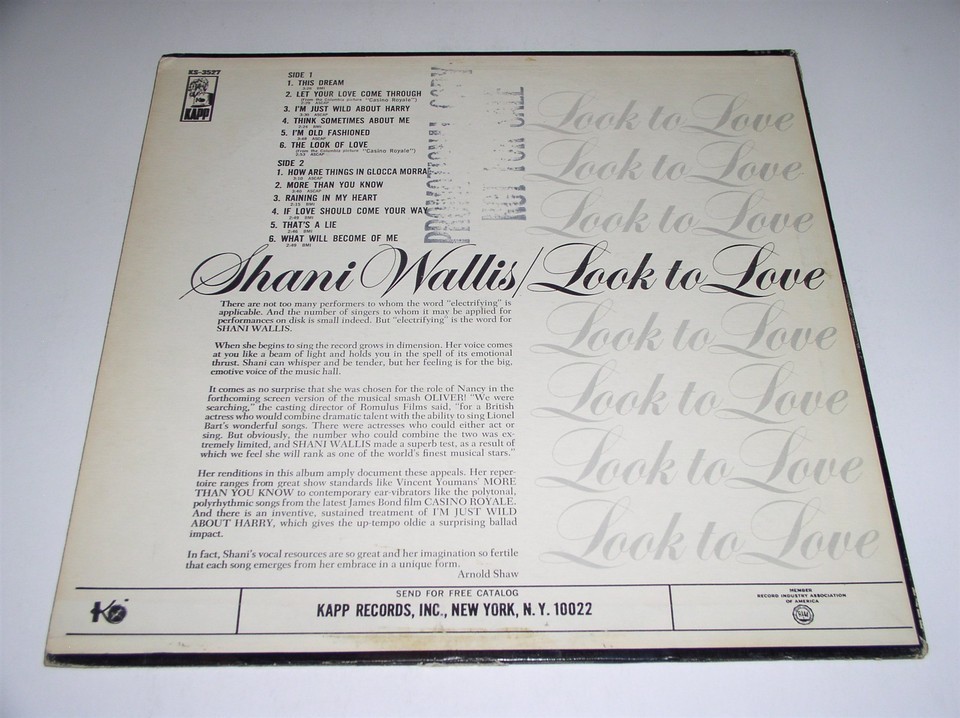 KS-3527
KAPP
SIDE 1
1. THIS DREAM
2. LET YOUR LOVE COME THROUGH
(From the Columbia picture "Casino Royale")
3. I'M JUST WILD ABOUT HARRY
4. THINK SOMETIMES ABOUT ME
5. I'M OLD FASHIONED
6. THE LOOK OF LOVE
(From the Columbia picture "Casino Royale")
2:53 ASCAP
SIDE 2
1. HOW ARE THINGS IN GLOCCA MORRA
2. MORE THAN YOU KNOW
3. RAINING IN MY HEART
4. IF LOVE SHOULD COME YOUR WAY
5. THAT'S A LIE
6. WHAT WILL BECOME OF ME
PROMOTIONAL COPY
NOT FOR SALE
Look to Love
Look to Love
Look to Love
Shani Wallis/Look to Love
There are not too many performers to whom the word "electrifying" is
applicable. And the number of singers to whom it may be applied for
performances on disk is small indeed. But "electrifying" is the word for
SHANI WALLIS.
When she begins to sing the record grows in dimension. Her voice comes
at you like a beam of light and holds you in the spell of its emotional
thrust. Shani can whisper and be tender, but her feeling is for the big,
emotive voice of the music hall.
It comes as no surprise that she was chosen for the role of Nancy in the
forthcoming screen version of the musical smash OLIVER! "We were
searching," the casting director of Romulus Films said, "for a British
actress who would combine dramatic talent with the ability to sing Lionel
Bart's wonderful songs. There were actresses who could either act or
sing. But obviously, the number who could combine the two was ex-
tremely limited, and SHANI WALLIS made a superb test, as a result of
which we feel she will rank as one of the world's finest musical stars."
Her renditions in this album amply document these appeals. Her reper-
toire ranges from great show standards like Vincent Youmans' MORE
THAN YOU KNOW to contemporary ear-vibrators like the polytonal,
polyrhythmic songs from the latest James Bond film CASINO ROYALE.
And there is an inventive, sustained treatment of I'M JUST WILD
ABOUT HARRY, which gives the up-tempo oldie a surprising ballad
impact.
In fact, Shani's vocal resources are so great and her imagination so fertile
that each song emerges from her embrace in a unique form.
Arnold Shaw
Look to Love
Look to Love
Look to Love
Look to Love
SEND FOR FREE CATALOG
KAPP RECORDS, INC., NEW YORK, N. Y. 10022
MEMBER
RECORD INDUSTRY ASSOCIATION
OF AMERICA